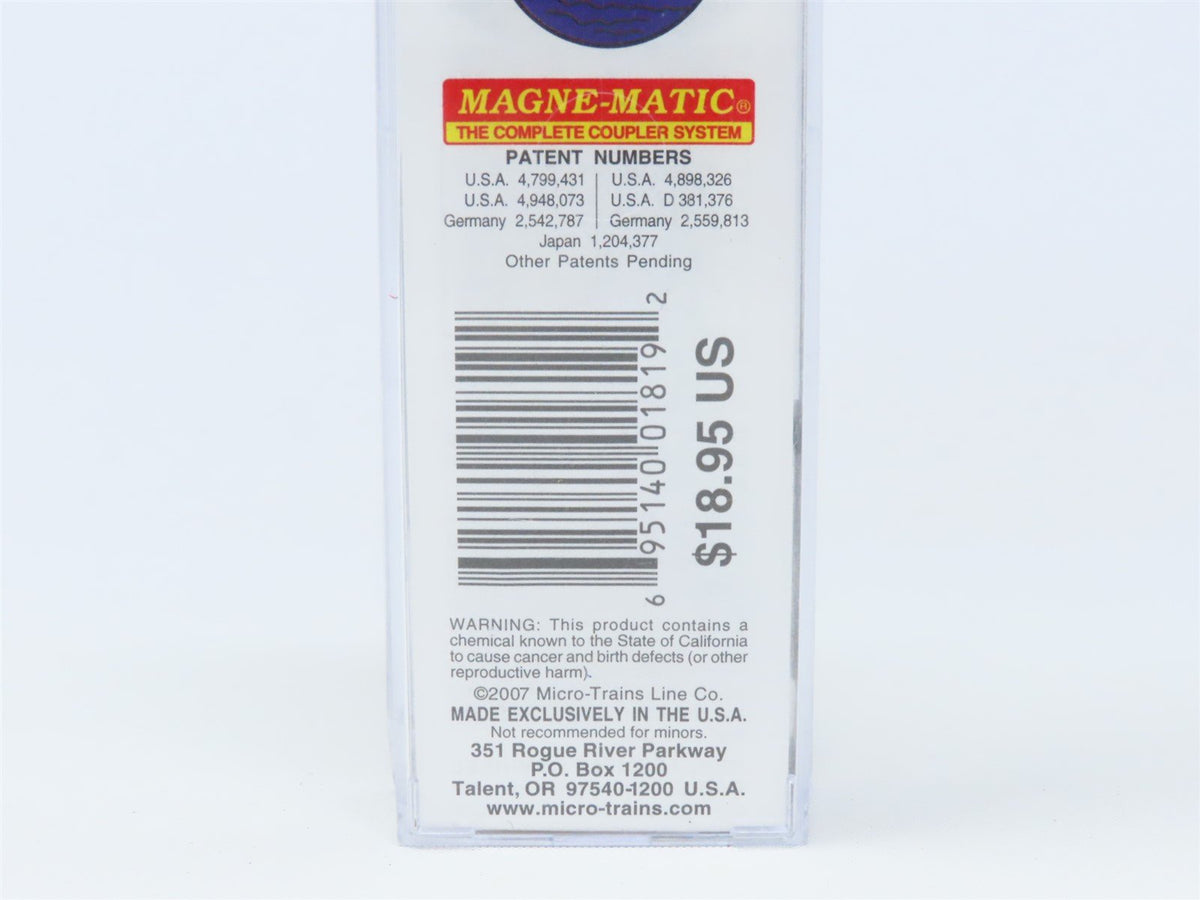 MAGNE-MATIC®
THE COMPLETE COUPLER SYSTEM
PATENT NUMBERS
U.S.A. 4,799,431 | U.S.A. 4,898,326
U.S.A. 4,948,073 | U.S.A. D 381,376
Germany 2,542,787 | Germany 2,559,813
Japan 1,204,377
Other Patents Pending
6 95140 01819 2
$18.95 US
WARNING: This product contains a
chemical known to the State of California
to cause cancer and birth defects (or other
reproductive harm).
©2007 Micro-Trains Line Co.
MADE EXCLUSIVELY IN THE U.S.A.
Not recommended for minors.
351 Rogue River Parkway
P.O. Box 1200
Talent, OR 97540-1200 U.S.A.
www.micro-trains.com